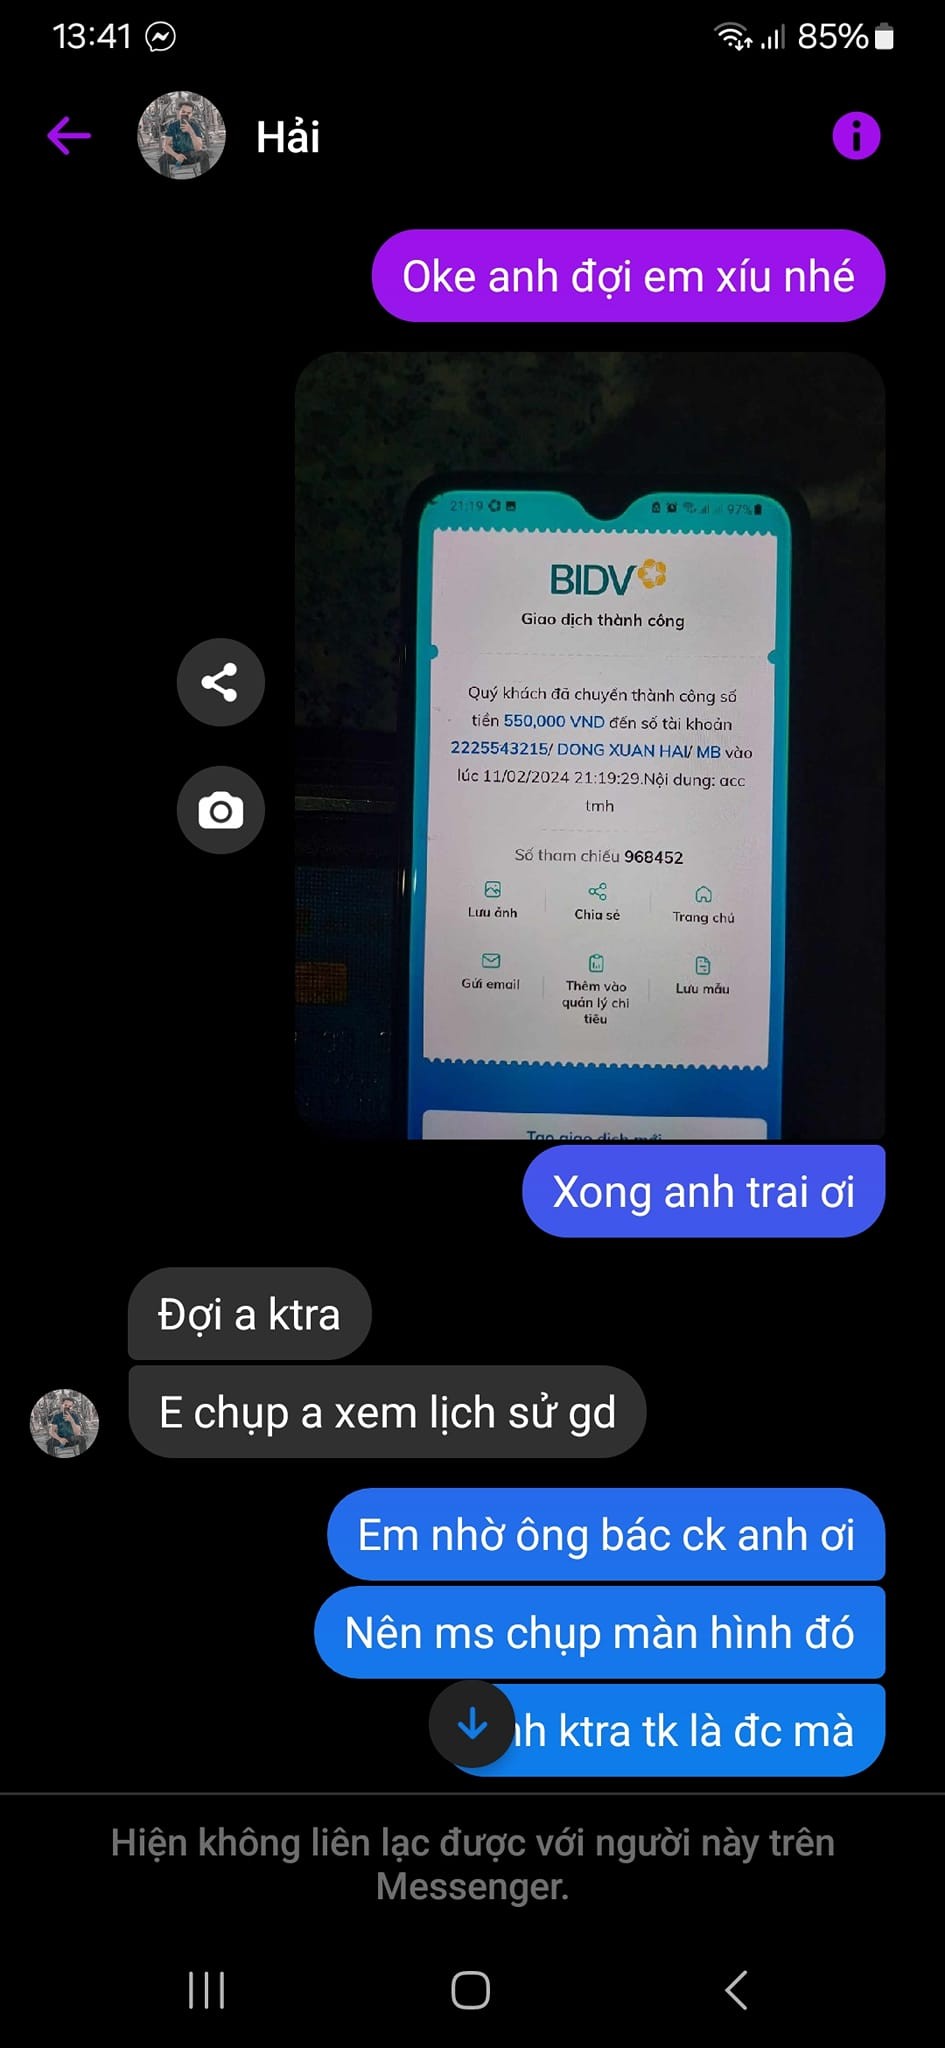 13:41
85%
Hải
Oke anh đợi em xíu nhé
21:19
97%
BIDV
Giao dịch thành công
Quý khách đã chuyển thành công số
tiền 550,000 VND đến số tài khoản
2225543215/ DONG XUAN HAI/ MB vào
lúc 11/02/2024 21:19:29.Nội dung: acc
tmh
Số tham chiếu 968452
Lưu ảnh
Chia sẻ
Trang chủ
Gửi email
Thêm vào
quản lý chi
tiêu
Lưu mẫu
Tạo giao dịch mới
Xong anh trai ơi
Đợi a ktra
E chụp a xem lịch sử gd
Em nhờ ông bác ck anh ơi
Nên ms chụp màn hình đó
ktra tk là đc mà
Hiện không liên lạc được với người này trên
Messenger.